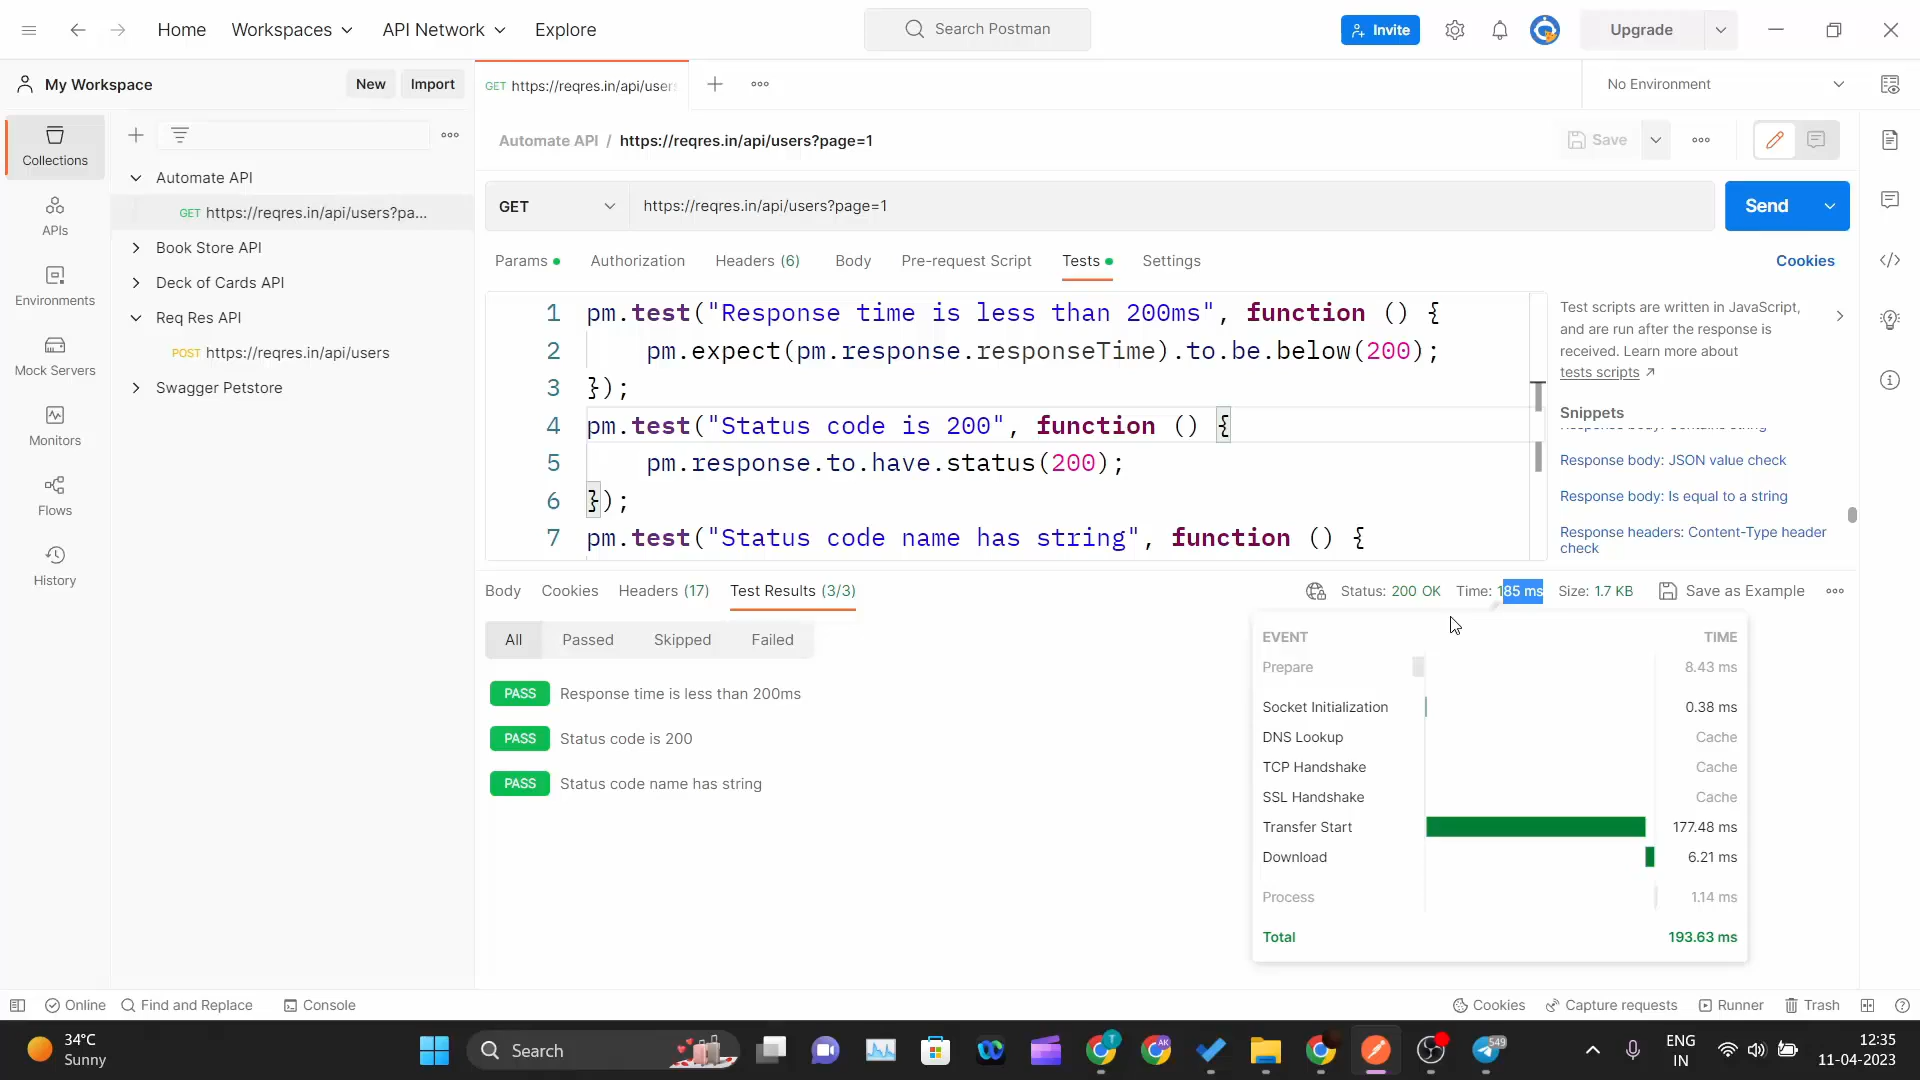 Home Workspaces API Network Explore Search Postman Invite Upgrade
My Workspace New Import GET https://reqres.in/api/user No Environment
Collections
APIs
Environments
Mock Servers
Monitors
Flows
History
Automate API
GET https://reqres.in/api/users?pa...
Book Store API
Deck of Cards API
Req Res API
POST https://reqres.in/api/users
Swagger Petstore
Automate API / https://reqres.in/api/users?page=1 Save
GET https://reqres.in/api/users?page=1 Send
Params Authorization Headers (6) Body Pre-request Script Tests Settings Cookies
1 pm.test("Response time is less than 200ms", function () {
2 pm.expect(pm.response.responseTime).to.be.below(200);
3 });
4 pm.test("Status code is 200", function () {
5 pm.response.to.have.status(200);
6 });
7 pm.test("Status code name has string", function () {
Test scripts are written in JavaScript,
and are run after the response is
received. Learn more about
tests scripts
Snippets
Response body: JSON value check
Response body: Is equal to a string
Response headers: Content-Type header
check
Body Cookies Headers (17) Test Results (3/3) Status: 200 OK Time: 185 ms Size: 1.7 KB Save as Example
All Passed Skipped Failed
PASS Response time is less than 200ms
PASS Status code is 200
PASS Status code name has string
EVENT TIME
Prepare 8.43 ms
Socket Initialization 0.38 ms
DNS Lookup Cache
TCP Handshake Cache
SSL Handshake Cache
Transfer Start 177.48 ms
Download 6.21 ms
Process 1.14 ms
Total 193.63 ms
Online Find and Replace Console Cookies Capture requests Runner Trash
34°C
Sunny
Search
T
AK
549
ENG
IN
12:35
11-04-2023